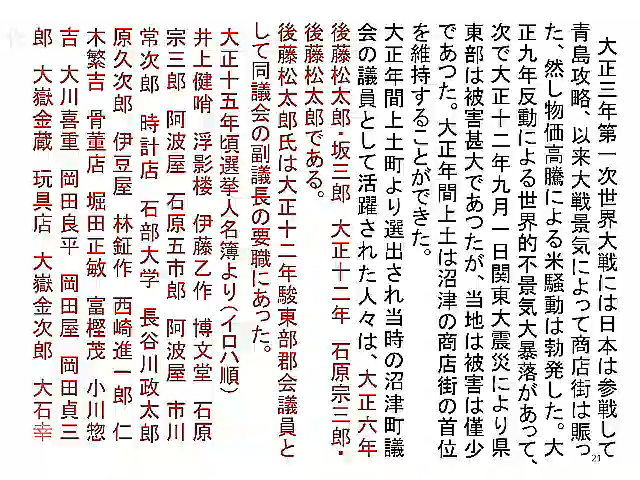 大正三年第一次世界大戦には日本は参戦して
青島攻略、以来大戦景気によって商店街は賑っ
た、然し物価高騰による米騒動は勃発した。大
正九年反動による世界的不景気大暴落があって、
次で大正十二年九月一日関東大震災により県
東部は被害甚大であつたが、当地は被害は僅少
であつた。大正年間上土は沼津の商店街の首位
を維持することができた。
大正年間上土町より選出され当時の沼津町議
会の議員として活躍された人々は、大正六年
後藤松太郎・坂三郎 大正十二年 石原宗三郎・
後藤松太郎である。
後藤松太郎氏は大正十二年駿東部郡会議員と
して同議会の副議長の要職にあった。
大正十五年頃選挙人名簿より(イロハ順)
井上健哨 浮影楼 伊藤乙作 博文堂 石原
宗三郎 阿波屋 石原五市郎 阿波屋 市川
常次郎 時計店 石部大学 長谷川政太郎
原久次郎 伊豆屋 林鉦作 西崎進一郎 仁
木繁吉 骨董店 堀田正敏 富樫茂 小川惣
吉 大川喜重 岡田良平 岡田屋 岡田貞三
郎 大嶽金蔵 玩具店 大嶽金次郎 大石幸
21